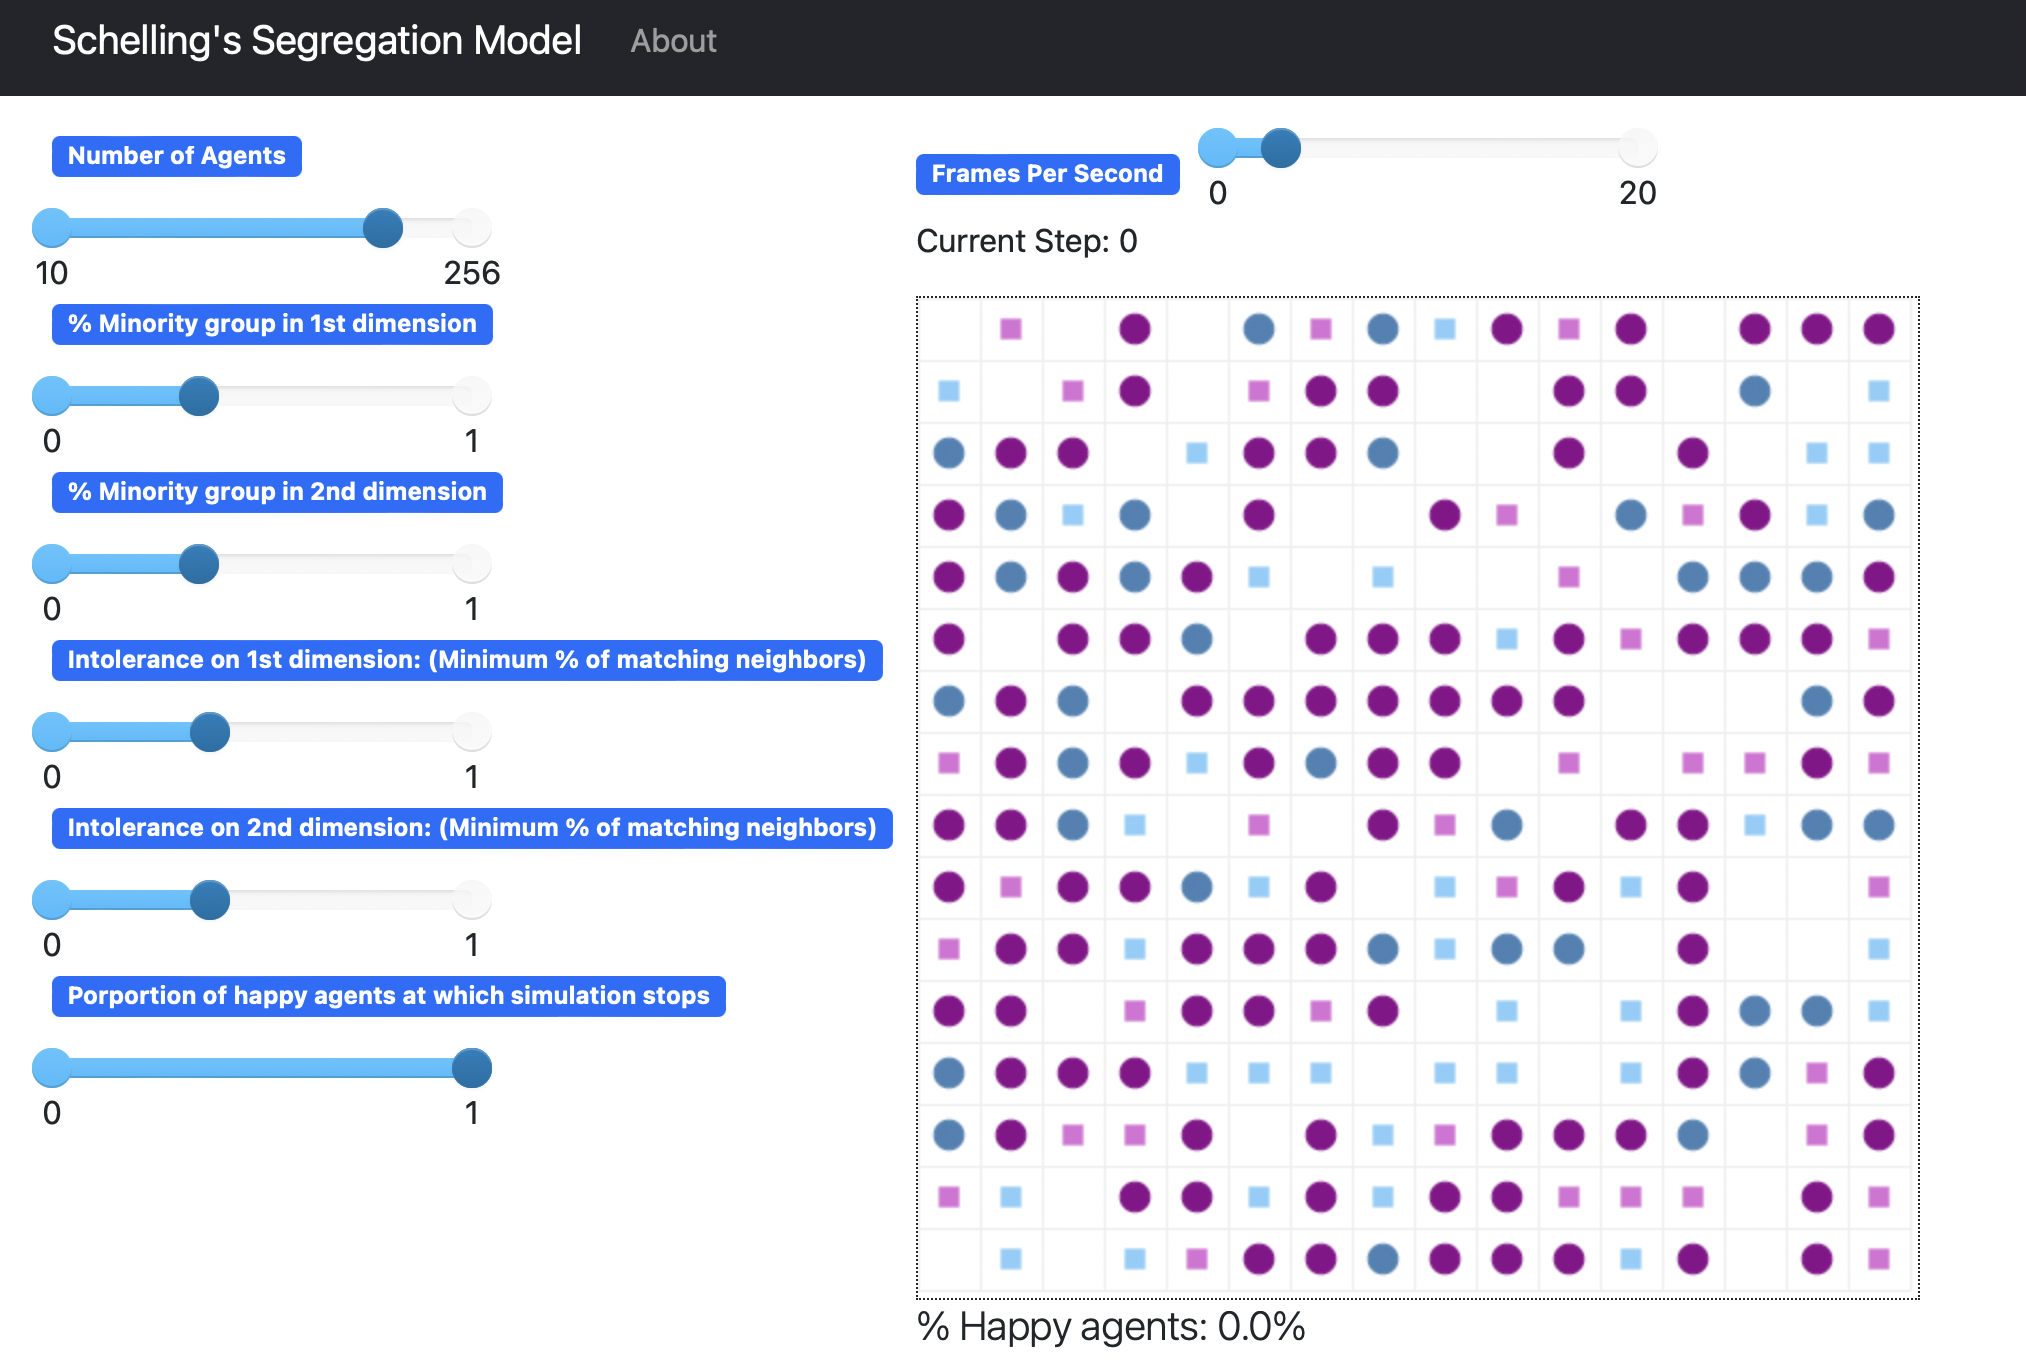 Schelling's Segregation Model About
Number of Agents
10 256
% Minority group in 1st dimension
0 1
% Minority group in 2nd dimension
0 1
Intolerance on 1st dimension: (Minimum % of matching neighbors)
0 1
Intolerance on 2nd dimension: (Minimum % of matching neighbors)
0 1
Porportion of happy agents at which simulation stops
0 1
Frames Per Second
0 20
Current Step: 0
% Happy agents: 0.0%